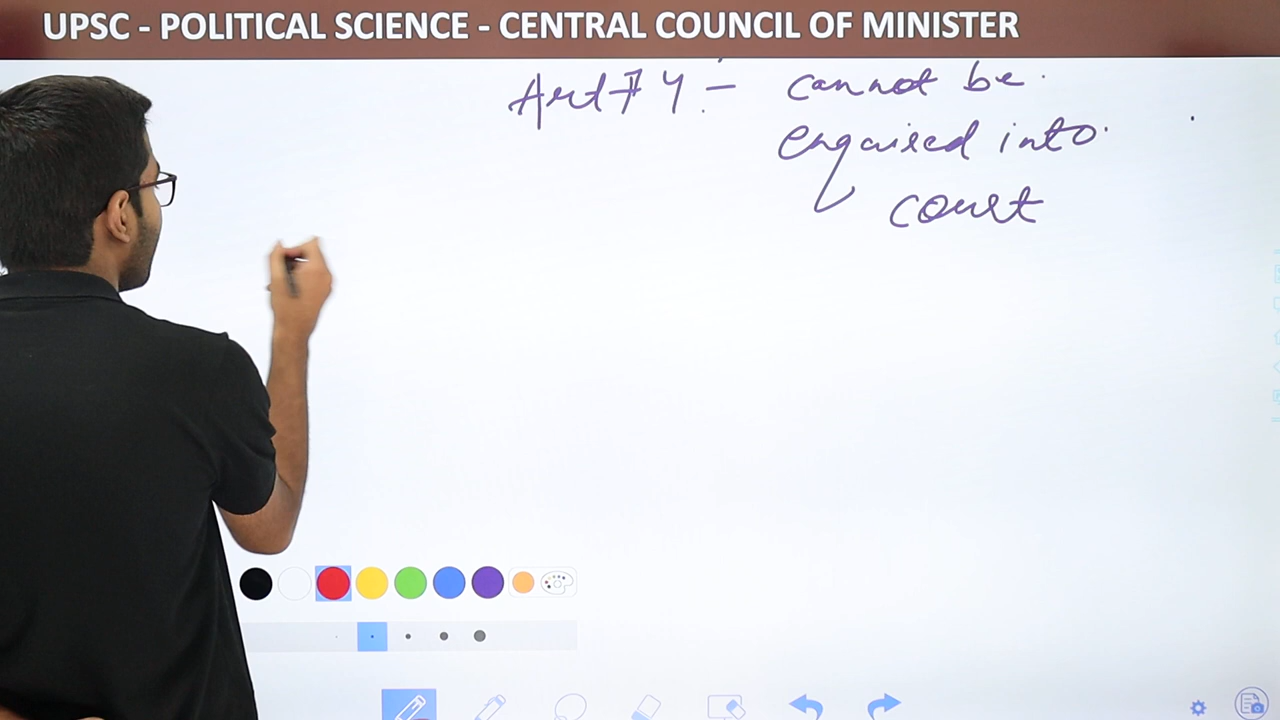 UPSC - POLITICAL SCIENCE - CENTRAL COUNCIL OF MINISTER
Art 74 :- cannot be
enquired into
court